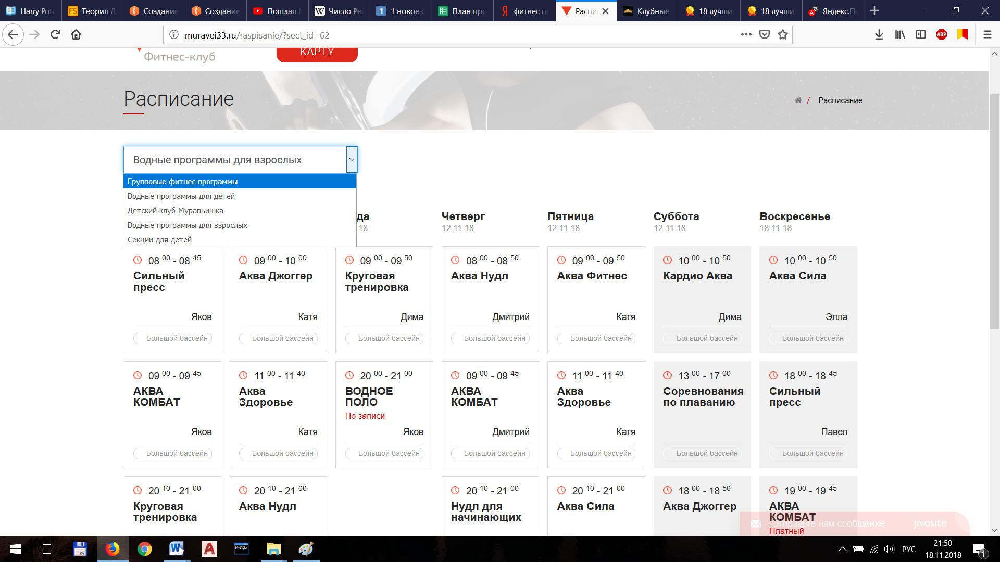 Harry Pott
Теория Л
Создание
Создание
Пошлая М
Число Рей
1 новое с
План про
фитнес це
Распи
Клубные
18 лучши
18 лучши
Яндекс.П
muravei33.ru/raspisanie/?sect_id=62
ABP
Фитнес-клуб
КАРТУ
Расписание
/ Расписание
Водные программы для взрослых
Групповые фитнес-программы
Водные программы для детей
Детский клуб Муравьишка
Водные программы для взрослых
Секции для детей
да Четверг Пятница Суббота Воскресенье
.18 12.11.18 12.11.18 12.11.18 18.11.18
08 00 - 08 45
Сильный
пресс
Яков
Большой бассейн
09 00 - 10 00
Аква Джоггер
Катя
Большой бассейн
09 00 - 09 50
Круговая
тренировка
Дима
Большой бассейн
08 00 - 08 50
Аква Нудл
Дмитрий
Большой бассейн
09 00 - 09 50
Аква Фитнес
Катя
Большой бассейн
10 00 - 10 50
Кардио Аква
Дима
Большой бассейн
10 00 - 10 50
Аква Сила
Элла
Большой бассейн
09 00 - 09 45
АКВА
КОМБАТ
Яков
Большой бассейн
11 00 - 11 40
Аква
Здоровье
Катя
Большой бассейн
20 00 - 21 00
ВОДНОЕ
ПОЛО
По записи
Яков
Большой бассейн
09 00 - 09 45
АКВА
КОМБАТ
Дмитрий
Большой бассейн
11 00 - 11 40
Аква
Здоровье
Катя
Большой бассейн
13 00 - 17 00
Соревнования
по плаванию
Большой бассейн
18 00 - 18 45
Сильный
пресс
Павел
Большой бассейн
20 10 - 21 00
Круговая
тренировка
20 10 - 21 00
Аква Нудл
20 10 - 21 00
Нудл для
начинающих
20 10 - 21 00
Аква Сила
18 00 - 18 50
Аква Джоггер
19 00 - 19 45
АКВА
КОМБАТ
Платный
Отправьте нам сообщение
jivosite
РУС
21:50
18.11.2018
1